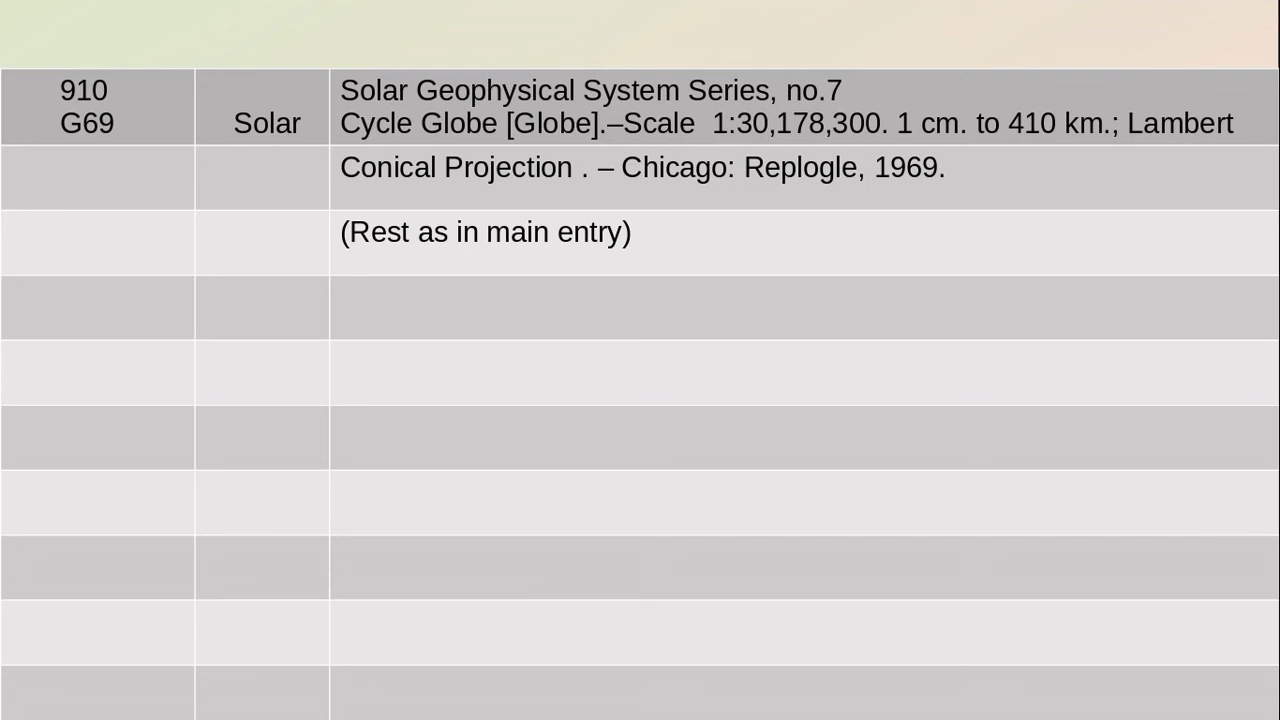 910
G69
Solar
Solar Geophysical System Series, no.7
Cycle Globe [Globe].–Scale  1:30,178,300. 1 cm. to 410 km.; Lambert
Conical Projection . – Chicago: Replogle, 1969.
(Rest as in main entry)